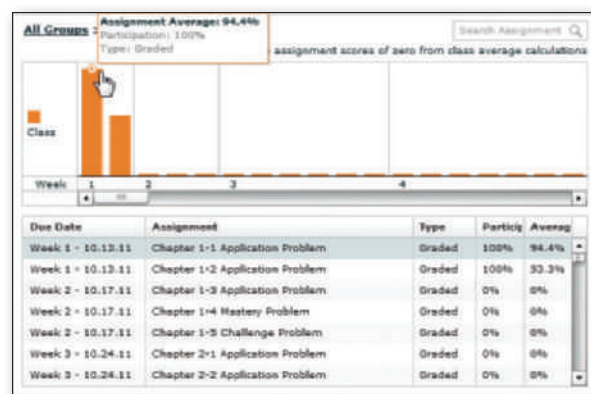 Assignment Average: 94.4%
Participation: 100%
Type: Graded
All Groups
Search Assignment
assignment scores of zero from class average calculations
Class
Week 1 2 3 4
Due Date Assignment Type Particip Averag
Week 1 - 10.13.11 Chapter 1-1 Application Problem Graded 100% 94.4%
Week 1 - 10.13.11 Chapter 1-2 Application Problem Graded 100% 53.3%
Week 2 - 10.17.11 Chapter 1-3 Application Problem Graded 0% 0%
Week 2 - 10.17.11 Chapter 1-4 Mastery Problem Graded 0% 0%
Week 2 - 10.17.11 Chapter 1-5 Challenge Problem Graded 0% 0%
Week 3 - 10.24.11 Chapter 2-1 Application Problem Graded 0% 0%
Week 3 - 10.24.11 Chapter 2-2 Application Problem Graded 0% 0%